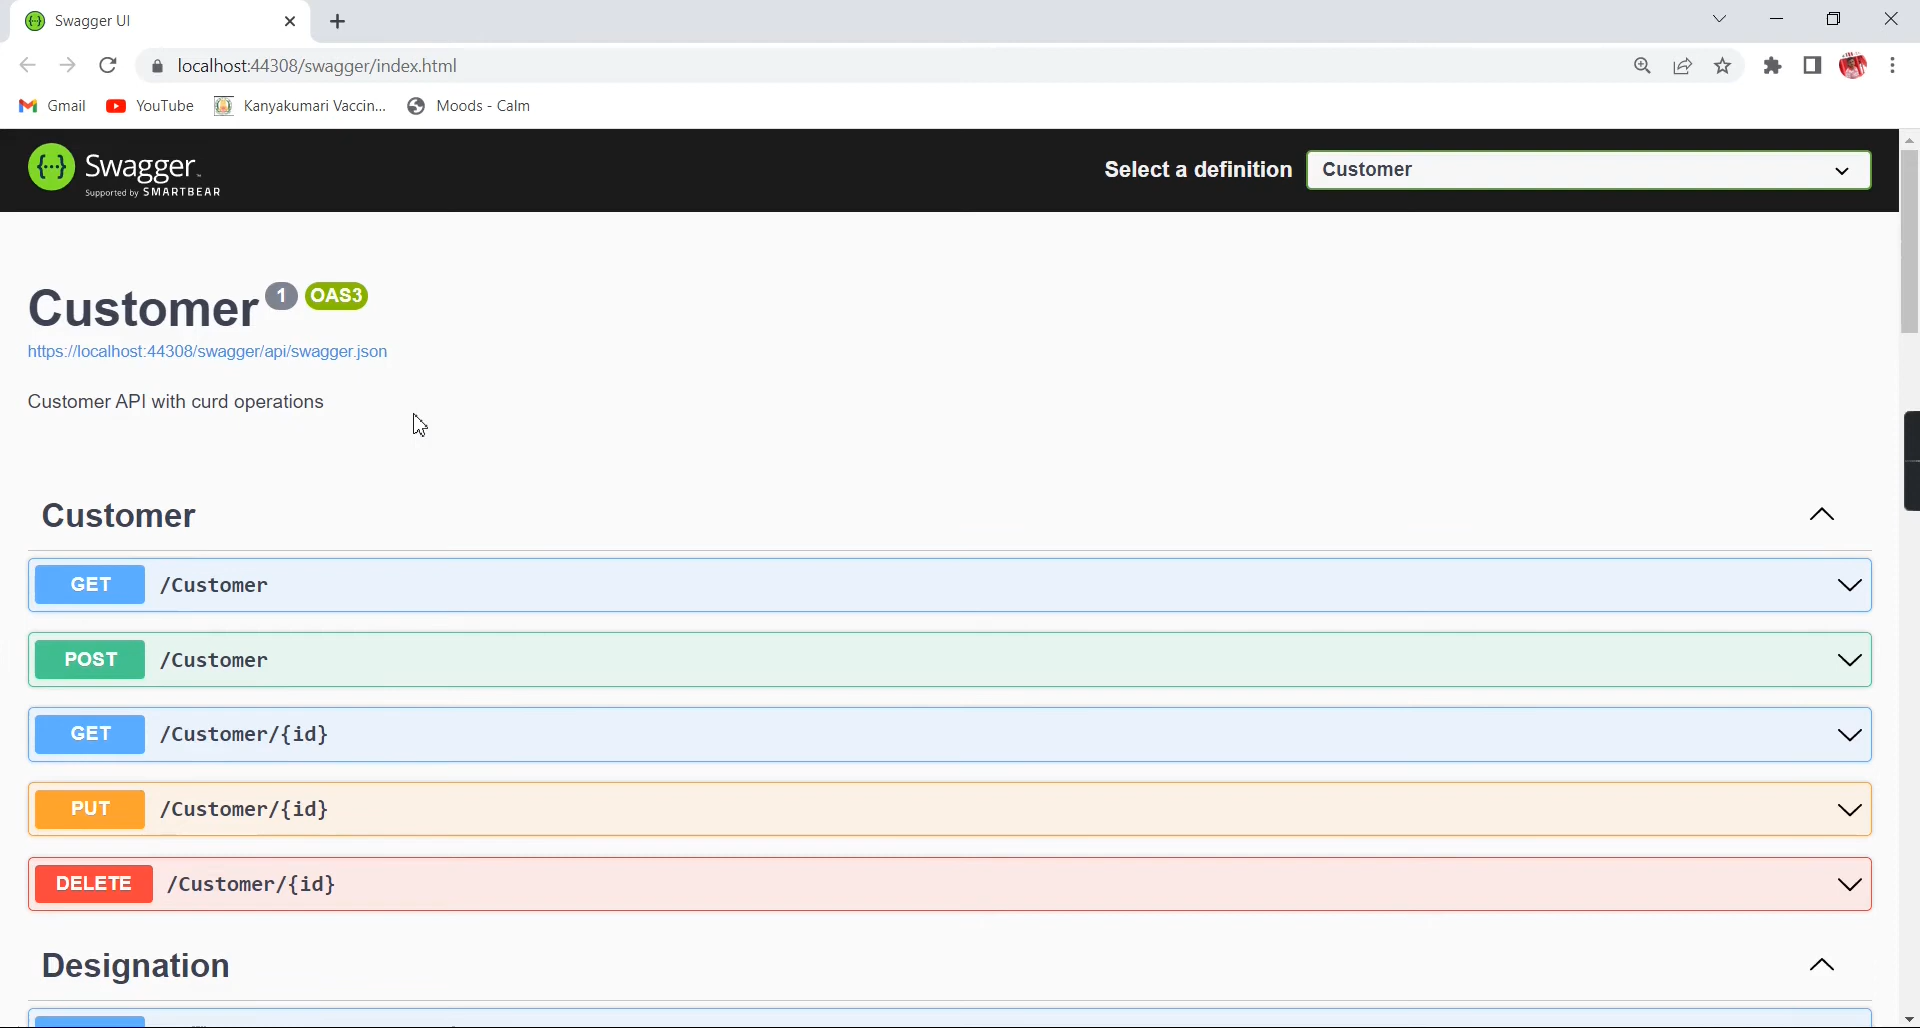 Swagger UI
localhost:44308/swagger/index.html
Gmail YouTube Kanyakumari Vaccin... Moods - Calm
Swagger™
Supported by SMARTBEAR
Select a definition Customer
Customer 1 OAS3
https://localhost:44308/swagger/api/swagger.json
Customer API with curd operations
Customer
GET /Customer
POST /Customer
GET /Customer/{id}
PUT /Customer/{id}
DELETE /Customer/{id}
Designation